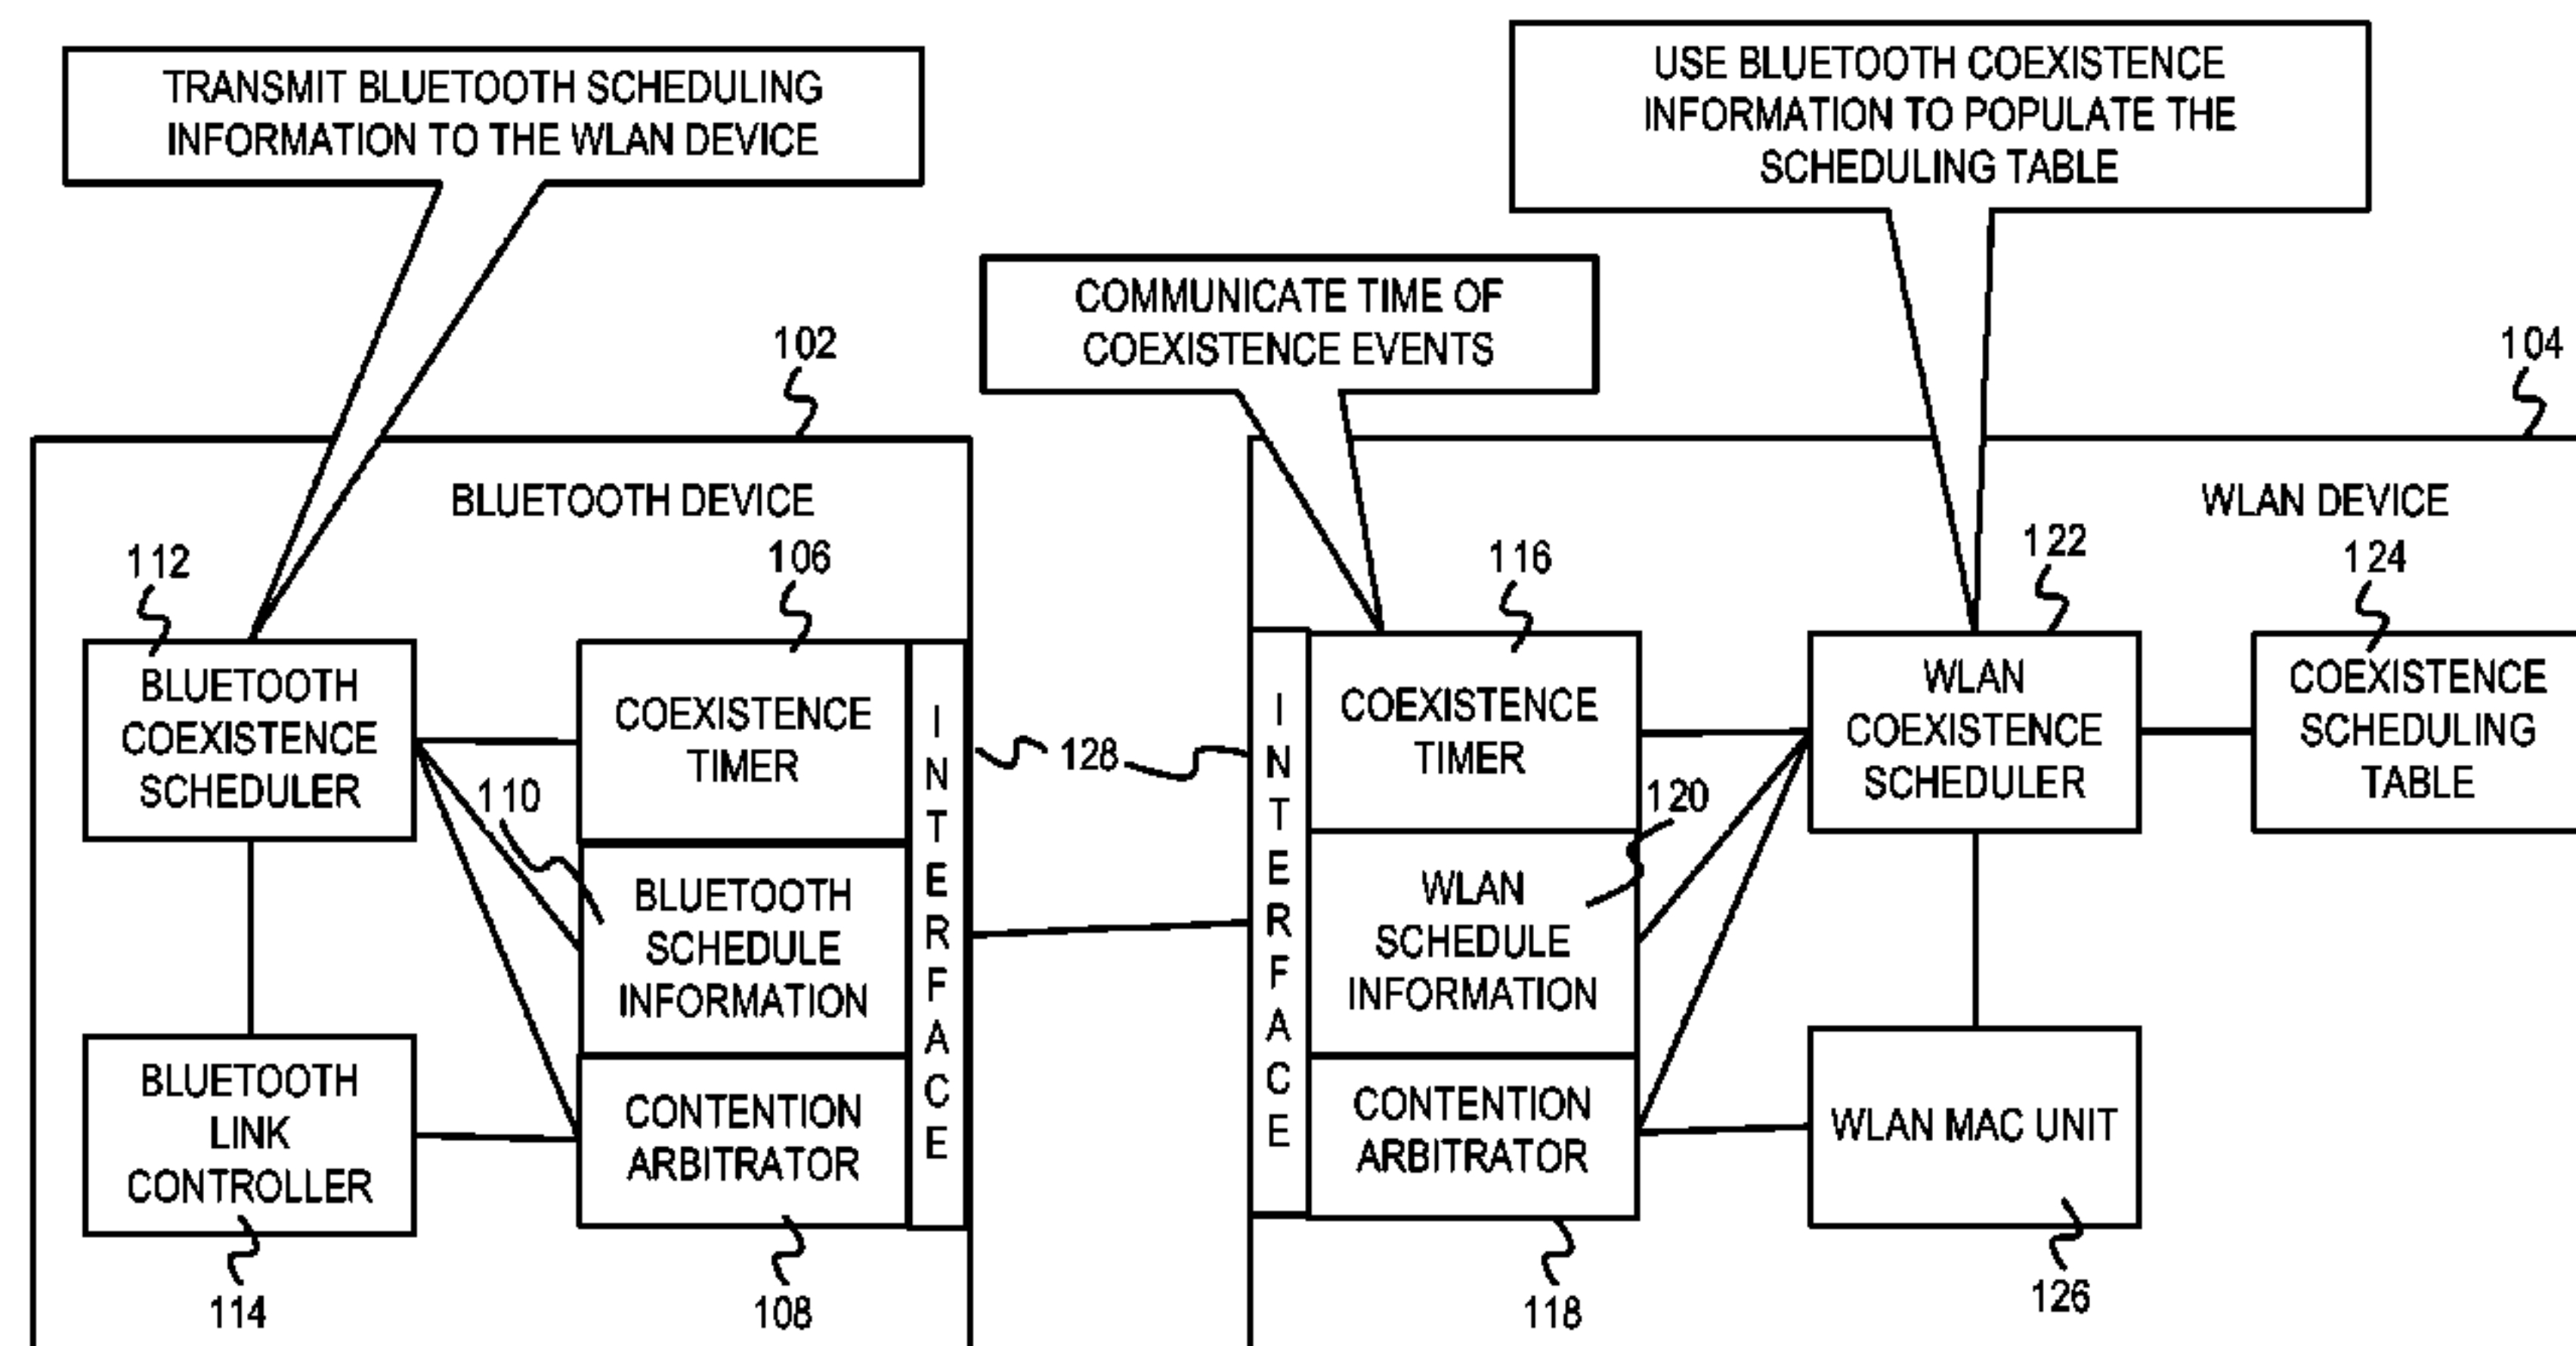 TRANSMIT BLUETOOTH SCHEDULING
INFORMATION TO THE WLAN DEVICE
USE BLUETOOTH COEXISTENCE
INFORMATION TO POPULATE THE
SCHEDULING TABLE
COMMUNICATE TIME OF
COEXISTENCE EVENTS
102
104
BLUETOOTH DEVICE
112
106
BLUETOOTH
COEXISTENCE
SCHEDULER
COEXISTENCE
TIMER
110
BLUETOOTH
SCHEDULE
INFORMATION
BLUETOOTH
LINK
CONTROLLER
CONTENTION
ARBITRATOR
INTERFACE
114
108
128
WLAN DEVICE
116
122
124
INTERFACE
COEXISTENCE
TIMER
WLAN
COEXISTENCE
SCHEDULER
COEXISTENCE
SCHEDULING
TABLE
120
WLAN
SCHEDULE
INFORMATION
CONTENTION
ARBITRATOR
WLAN MAC UNIT
118
126